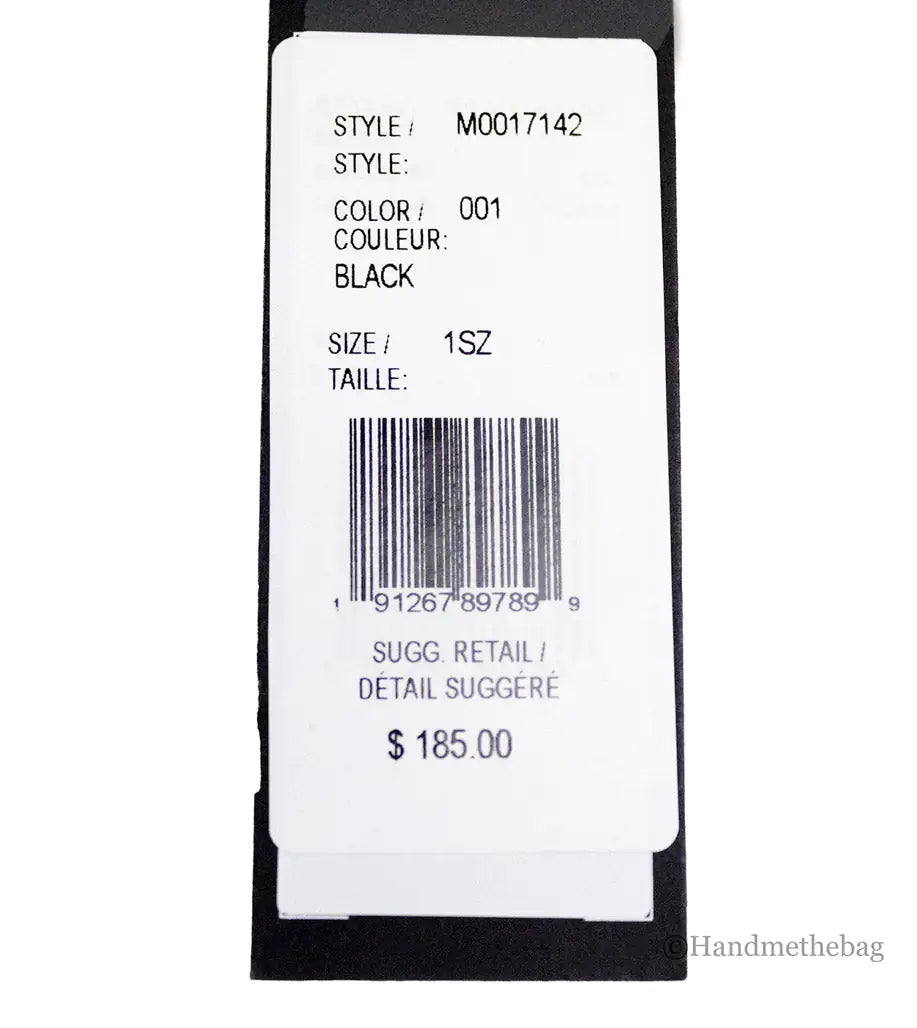 STYLE / M0017142
STYLE:
COLOR / 001
COULEUR:
BLACK
SIZE / 1SZ
TAILLE:
1 91267 89789 9
SUGG. RETAIL /
DÉTAIL SUGGÉRÉ
$ 185.00
©Handmethebag